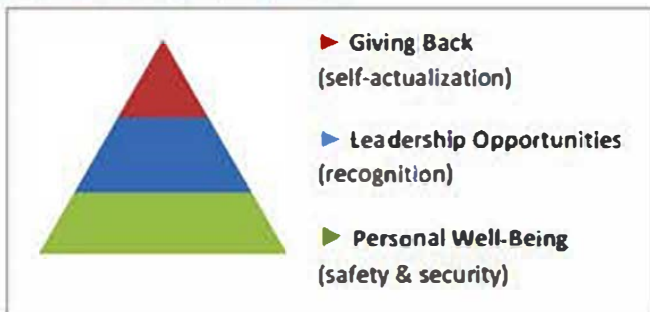 ► Giving Back
(self-actualization)
► Leadership Opportunities
(recognition)
► Personal Well-Being
(safety & security)